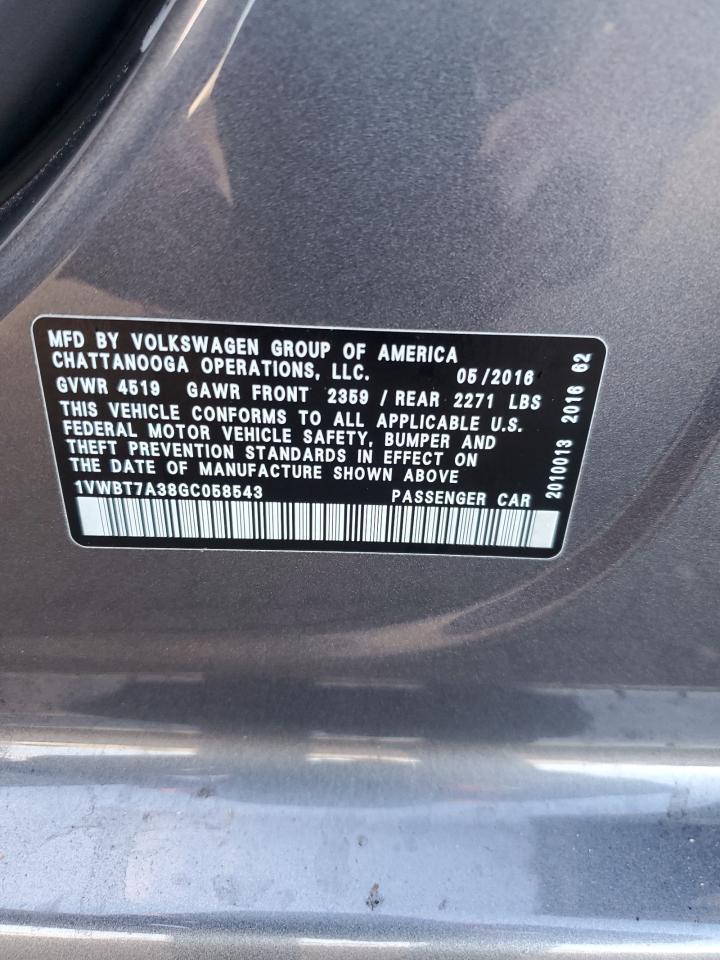 MFD BY VOLKSWAGEN GROUP OF AMERICA
CHATTANOOGA OPERATIONS, LLC. 05/2016
GVWR 4519 GAWR FRONT 2359 / REAR 2271 LBS
THIS VEHICLE CONFORMS TO ALL APPLICABLE U.S.
FEDERAL MOTOR VEHICLE SAFETY, BUMPER AND
THEFT PREVENTION STANDARDS IN EFFECT ON
THE DATE OF MANUFACTURE SHOWN ABOVE
1VWBT7A38GC058543 PASSENGER CAR
2010013 2016 62